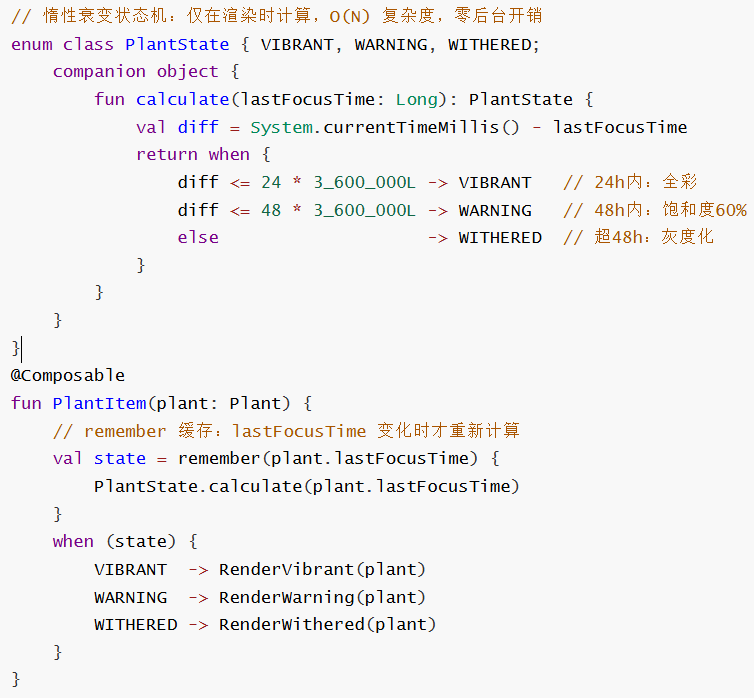 // 惰性衰变状态机：仅在渲染时计算，O(N) 复杂度，零后台开销
enum class PlantState { VIBRANT, WARNING, WITHERED;
    companion object {
        fun calculate(lastFocusTime: Long): PlantState {
            val diff = System.currentTimeMillis() - lastFocusTime
            return when {
                diff <= 24 * 3_600_000L -> VIBRANT   // 24h内：全彩
                diff <= 48 * 3_600_000L -> WARNING   // 48h内：饱和度60%
                else                    -> WITHERED  // 超48h：灰度化
            }
        }
    }
}
@Composable
fun PlantItem(plant: Plant) {
    // remember 缓存：lastFocusTime 变化时才重新计算
    val state = remember(plant.lastFocusTime) {
        PlantState.calculate(plant.lastFocusTime)
    }
    when (state) {
        VIBRANT  -> RenderVibrant(plant)
        WARNING  -> RenderWarning(plant)
        WITHERED -> RenderWithered(plant)
    }
}